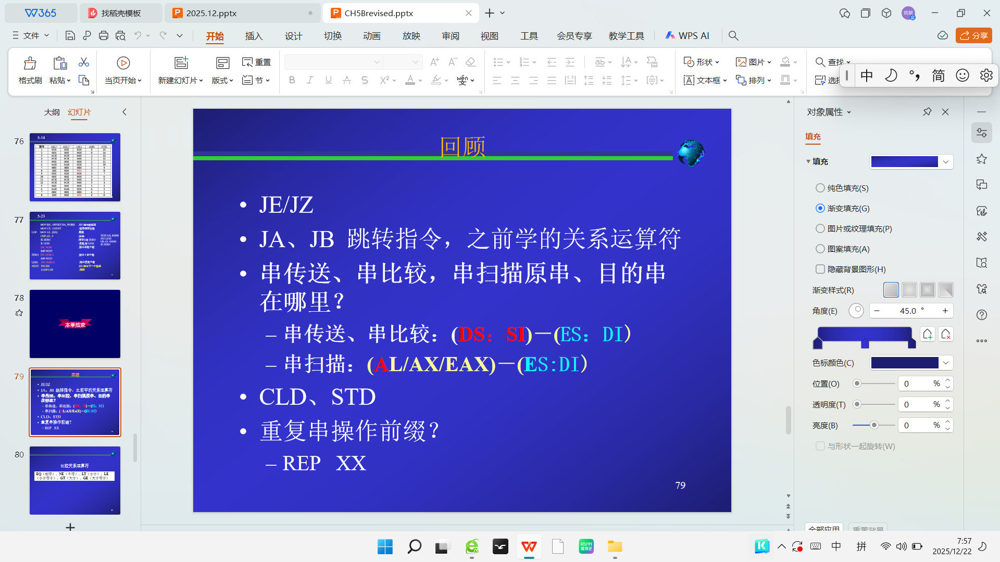 W365
找稻壳模板
2025.12.pptx
CH5Brevised.pptx
姚敏
文件
开始
插入
设计
切换
动画
放映
审阅
视图
工具
会员专享
教学工具
WPS AI
分享
格式刷
粘贴
当页开始
新建幻灯片
版式
重置
节
形状
图片
文本框
排列
查找
选择
中
简
大纲
幻灯片
76
5-14
77
5-23
78
本章结束
79
80
比较关系运算符
EQ（相等）、NE（不等）、LT（小于）、LE
（小于等于）、GT（大于）、GE（大于等于）
回顾
• JE/JZ
• JA、JB 跳转指令，之前学的关系运算符
• 串传送、串比较，串扫描原串、目的串
在哪里？
– 串传送、串比较：(DS：SI)－(ES：DI）
– 串扫描：(AL/AX/EAX)－(ES:DI）
• CLD、STD
• 重复串操作前缀？
– REP XX
79
对象属性
填充
填充
纯色填充(S)
渐变填充(G)
图片或纹理填充(P)
图案填充(A)
隐藏背景图形(H)
渐变样式(R)
角度(E)
45.0 °
色标颜色(C)
位置(O)
0 %
透明度(T)
0 %
亮度(B)
0 %
与形状一起旋转(W)
全部应用
重置背景
iQIYI
爱奇艺
中
拼
7:57
2025/12/22